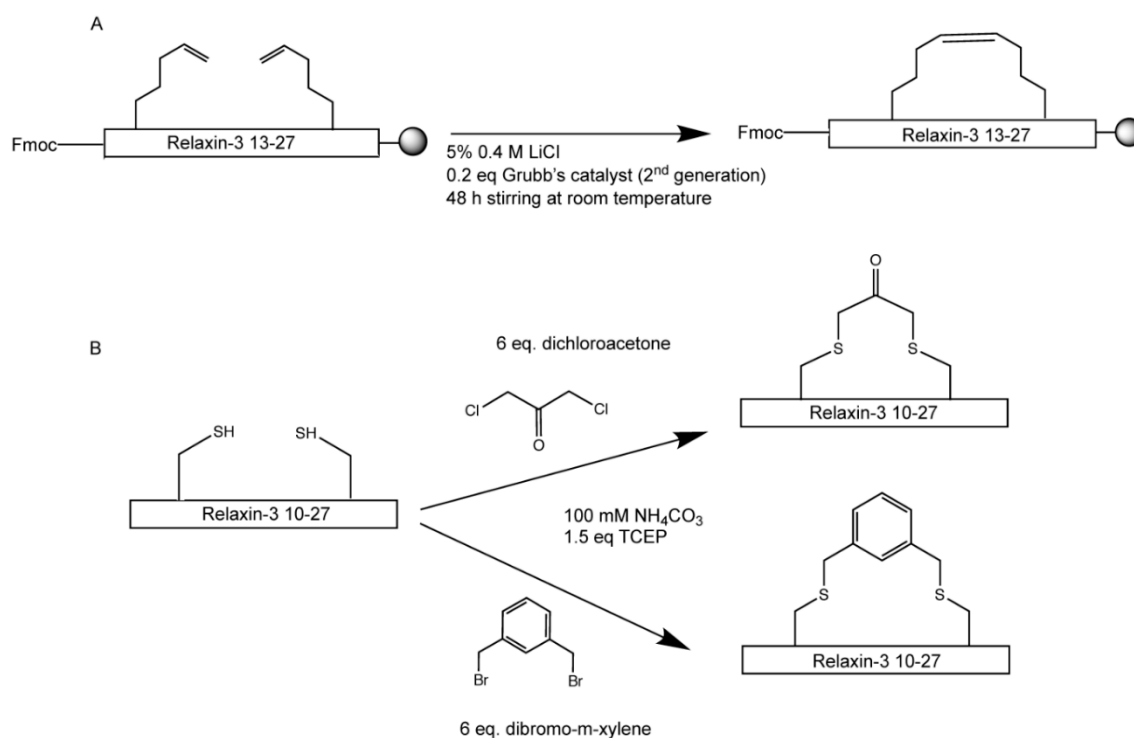 A
Fmoc
Relaxin-3 13-27
5% 0.4 M LiCl
0.2 eq Grubb's catalyst (2nd generation)
48 h stirring at room temperature
Fmoc
Relaxin-3 13-27
B
SH
SH
Relaxin-3 10-27
6 eq. dichloroacetone
Cl
Cl
O
100 mM NH4CO3
1.5 eq TCEP
Br
Br
6 eq. dibromo-m-xylene
O
S
S
Relaxin-3 10-27
S
S
Relaxin-3 10-27